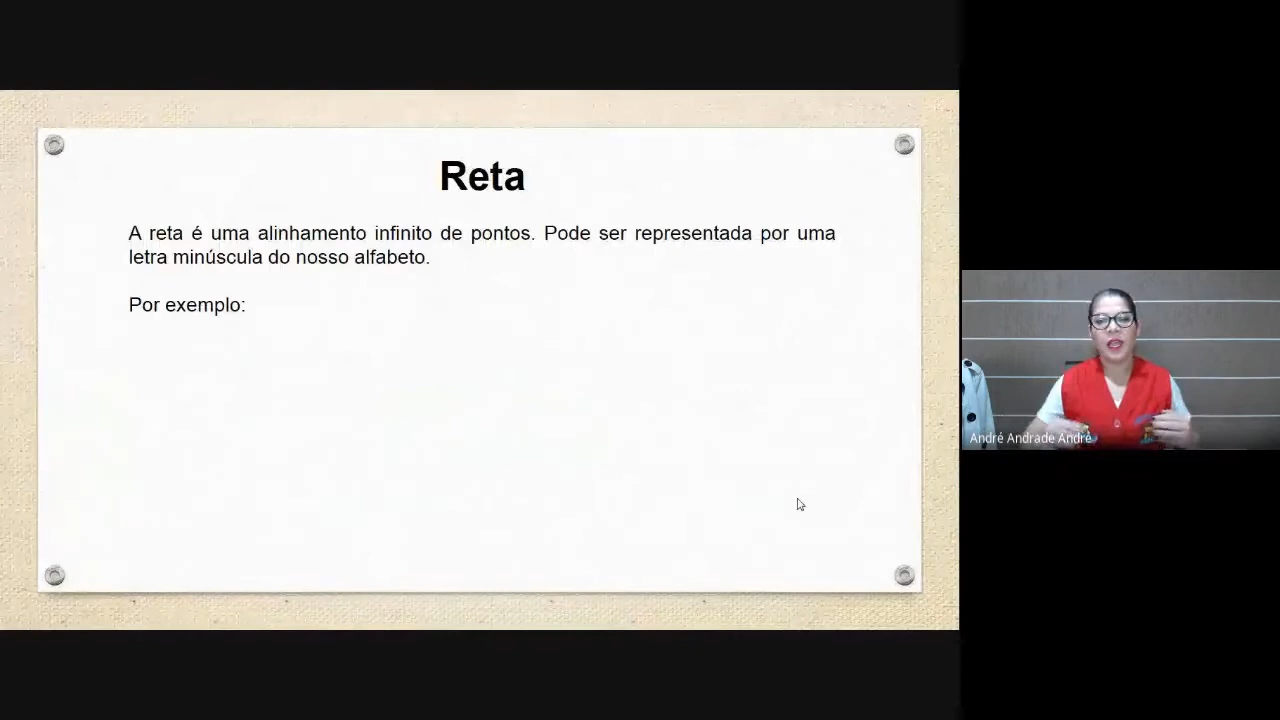 Reta
A reta é uma alinhamento infinito de pontos. Pode ser representada por uma
letra minúscula do nosso alfabeto.
Por exemplo:
André Andrade André